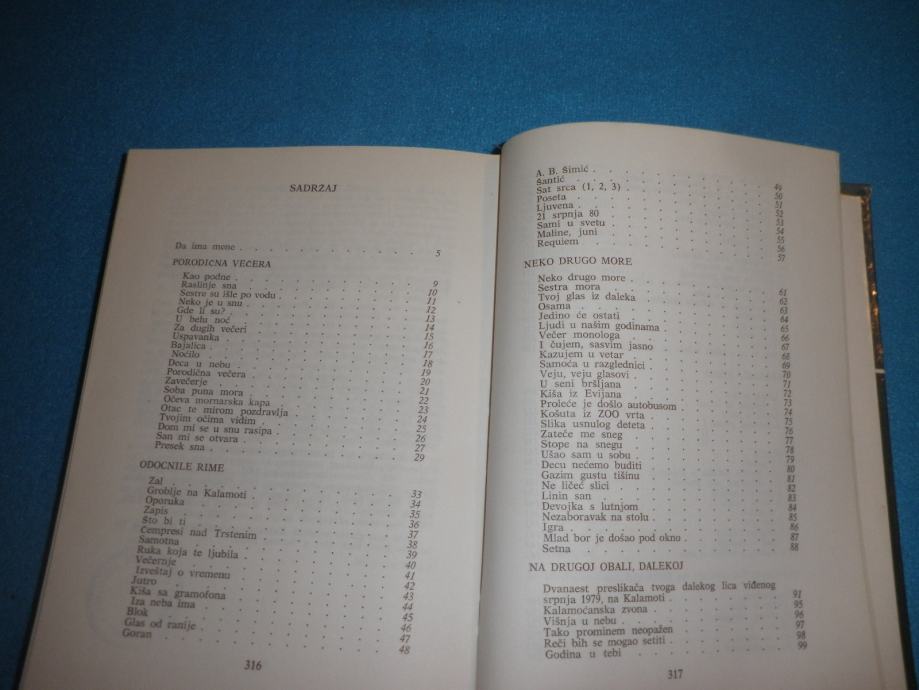 SADRŽAJ
Da ima mene . . . . . . . . . . 5
PORODIČNA VEČERA
Kao podne . . . . . . . . . . 9
Raslinje sna . . . . . . . . . . 10
Sestre su išle po vodu . . . . . . . . . . 11
Neko je u snu . . . . . . . . . . 12
Gde li su? . . . . . . . . . . 13
U belu noć . . . . . . . . . . 14
Za dugih večeri . . . . . . . . . . 15
Uspavanka . . . . . . . . . . 16
Bajalica . . . . . . . . . . 17
Noćilo . . . . . . . . . . 18
Deca u nebu . . . . . . . . . . 19
Porodična večera . . . . . . . . . . 20
Zavečerje . . . . . . . . . . 21
Soba puna mora . . . . . . . . . . 22
Očeva mornarska kapa . . . . . . . . . . 23
Otac te mirom pozdravlja . . . . . . . . . . 24
Tvojim očima vidim . . . . . . . . . . 25
Dom mi se u snu rasipa . . . . . . . . . . 26
San mi se otvara . . . . . . . . . . 27
Presek sna . . . . . . . . . . 29
ODOCNILE RIME
Žal . . . . . . . . . . 33
Groblje na Kalamoti . . . . . . . . . . 34
Oporuka . . . . . . . . . . 35
Zapis . . . . . . . . . . 36
Što bi ti . . . . . . . . . . 37
Čempresi nad Trstenim . . . . . . . . . . 38
Samotna . . . . . . . . . . 39
Ruka koja te ljubila . . . . . . . . . . 40
Večernje . . . . . . . . . . 41
Izveštaj o vremenu . . . . . . . . . . 42
Jutro . . . . . . . . . . 43
Kiša sa gramofona . . . . . . . . . . 44
Iza neba ima . . . . . . . . . . 45
Blok . . . . . . . . . . 46
Glas od ranije . . . . . . . . . . 47
Goran . . . . . . . . . . 48
316
A. B. Šimić . . . . . . . . . . 49
Šantić . . . . . . . . . . 50
Sat srca (1, 2, 3) . . . . . . . . . . 51
Poseta . . . . . . . . . . 52
Ljuvena . . . . . . . . . . 53
21 srpnja 80 . . . . . . . . . . 54
Sami u svetu . . . . . . . . . . 55
Maline, juni . . . . . . . . . . 56
Requiem . . . . . . . . . . 57
NEKO DRUGO MORE
Neko drugo more . . . . . . . . . . 61
Sestra mora . . . . . . . . . . 62
Tvoj glas iz daleka . . . . . . . . . . 63
Osama . . . . . . . . . . 64
Jedino će ostati . . . . . . . . . . 65
Ljudi u našim godinama . . . . . . . . . . 66
Večer monologa . . . . . . . . . . 67
I čujem, sasvim jasno . . . . . . . . . . 68
Kazujem u vetar . . . . . . . . . . 69
Samoća u razglednici . . . . . . . . . . 70
Veju, veju glasovi . . . . . . . . . . 71
U seni bršljana . . . . . . . . . . 72
Kiša iz Evijana . . . . . . . . . . 73
Proleće je došlo autobusom . . . . . . . . . . 74
Košuta iz ZOO vrta . . . . . . . . . . 75
Slika usnulog deteta . . . . . . . . . . 76
Zateče me sneg . . . . . . . . . . 77
Stope na snegu . . . . . . . . . . 78
Ušao sam u sobu . . . . . . . . . . 79
Decu nećemo buditi . . . . . . . . . . 80
Gazim gustu tišinu . . . . . . . . . . 81
Ne ličeć slici . . . . . . . . . . 82
Linin san . . . . . . . . . . 83
Devojka s lutnjom . . . . . . . . . . 84
Nezaboravak na stolu . . . . . . . . . . 85
Igra . . . . . . . . . . 86
Mlad bor je došao pod okno . . . . . . . . . . 87
Setna . . . . . . . . . . 88
NA DRUGOJ OBALI, DALEKOJ
Dvanaest preslikača tvoga dalekog lica viđenog
srpnja 1979, na Kalamoti . . . . . . . . . . 91
Kalamoćanska zvona . . . . . . . . . . 95
Višnja u nebu . . . . . . . . . . 96
Tako prominem neopažen . . . . . . . . . . 97
Reči bih se mogao setiti . . . . . . . . . . 98
Godina u tebi . . . . . . . . . . 99
317